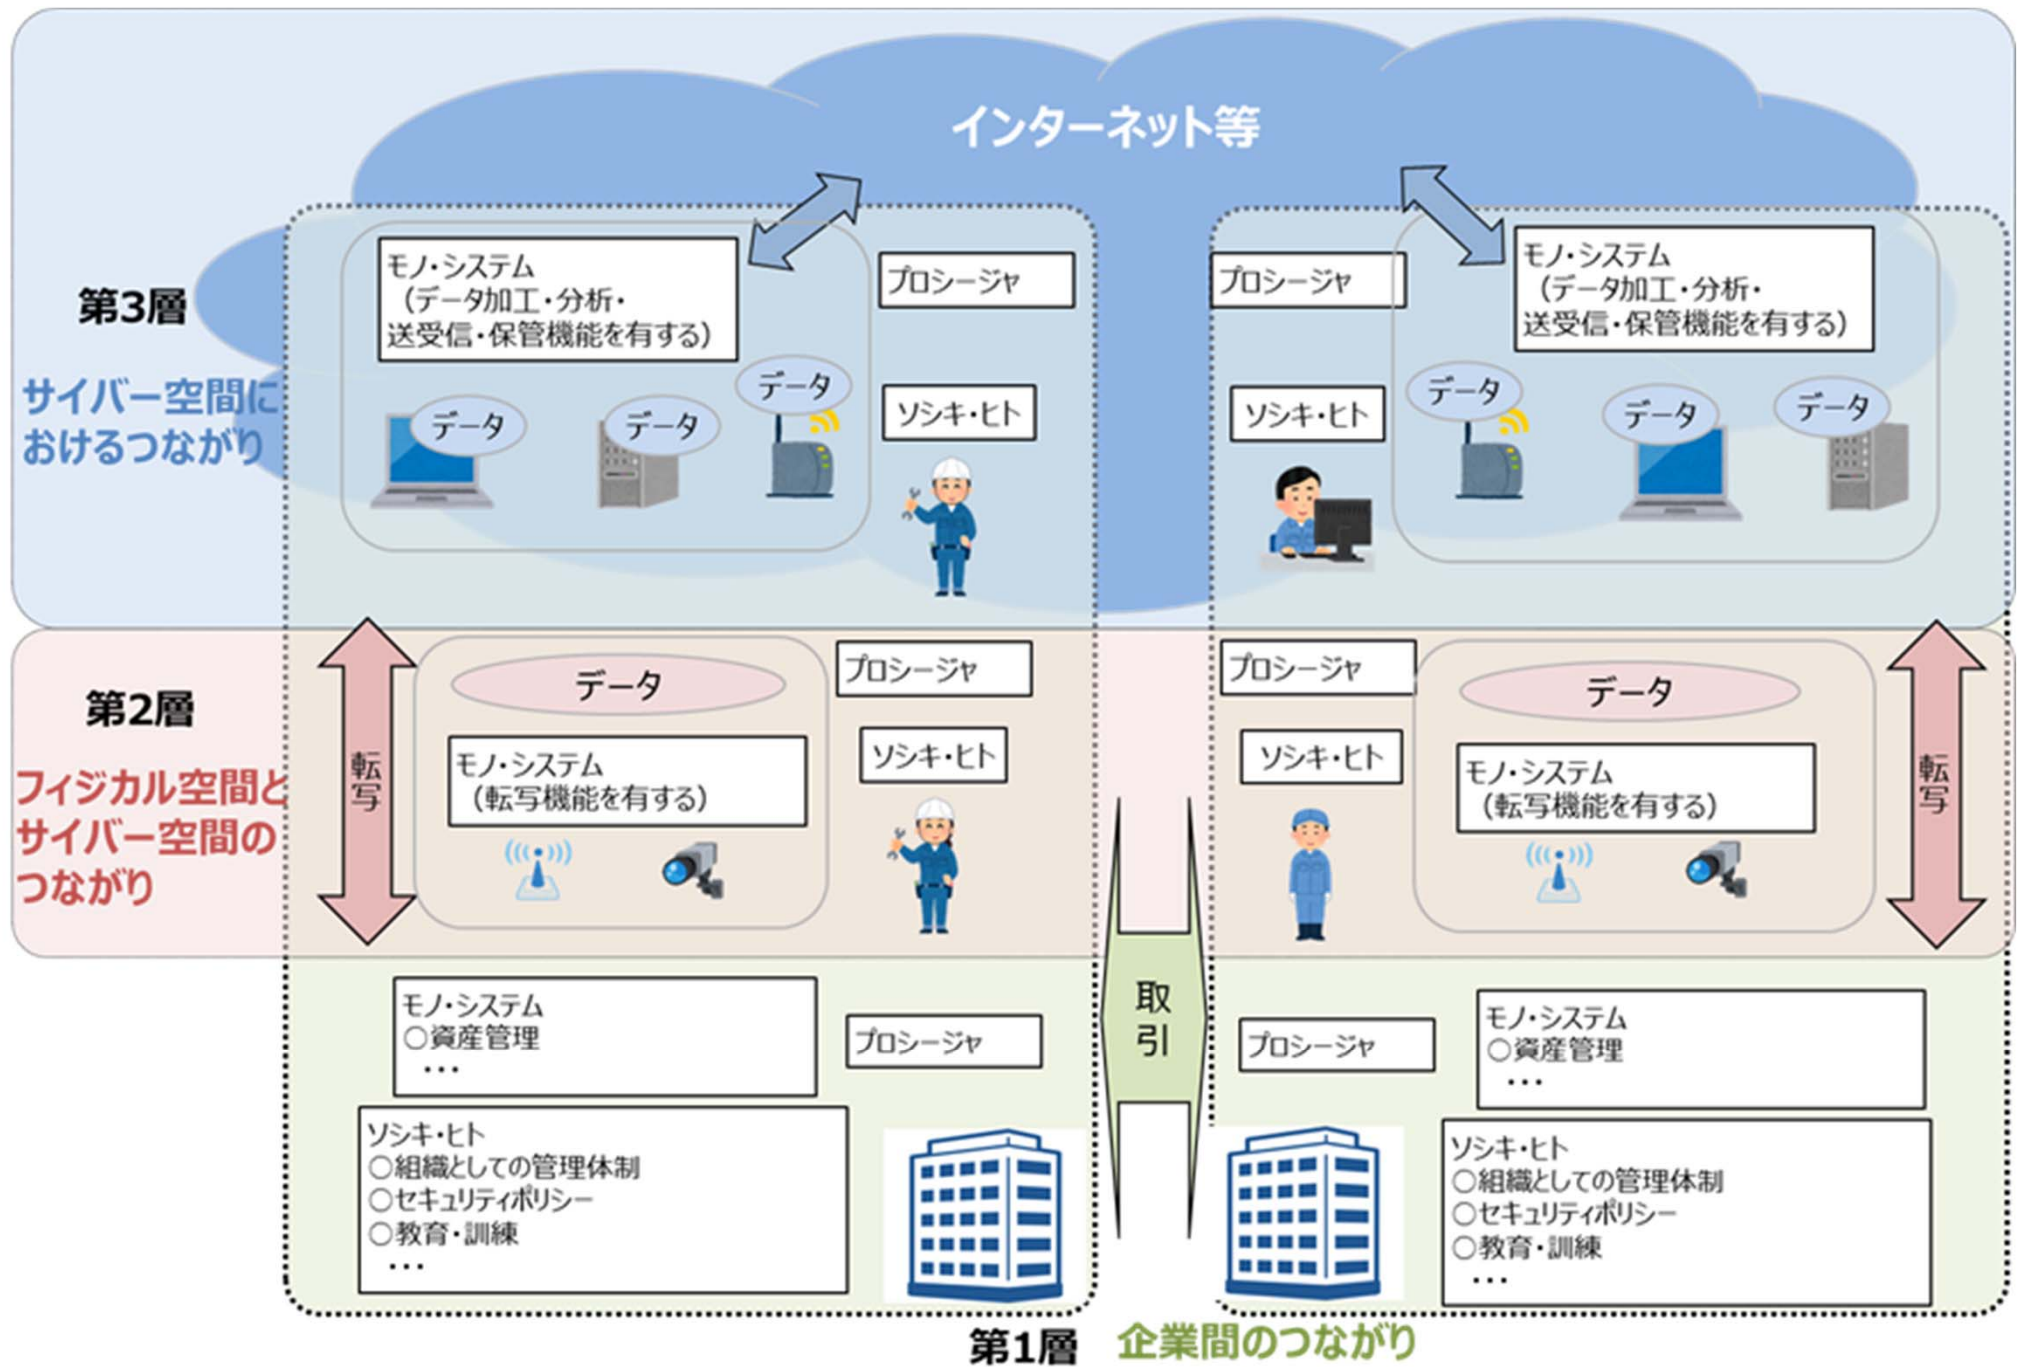 インターネット等
第3層
サイバー空間に
おけるつながり
モノ・システム
（データ加工・分析・
送受信・保管機能を有する）
プロシージャ
データ
データ
データ
ソシキ・ヒト
プロシージャ
モノ・システム
（データ加工・分析・
送受信・保管機能を有する）
ソシキ・ヒト
データ
データ
データ
第2層
フィジカル空間と
サイバー空間の
つながり
転写
データ
モノ・システム
（転写機能を有する）
プロシージャ
ソシキ・ヒト
プロシージャ
ソシキ・ヒト
データ
モノ・システム
（転写機能を有する）
転写
モノ・システム
○資産管理
・・・
プロシージャ
ソシキ・ヒト
○組織としての管理体制
○セキュリティポリシー
○教育・訓練
・・・
取引
プロシージャ
モノ・システム
○資産管理
・・・
ソシキ・ヒト
○組織としての管理体制
○セキュリティポリシー
○教育・訓練
・・・
第1層 企業間のつながり